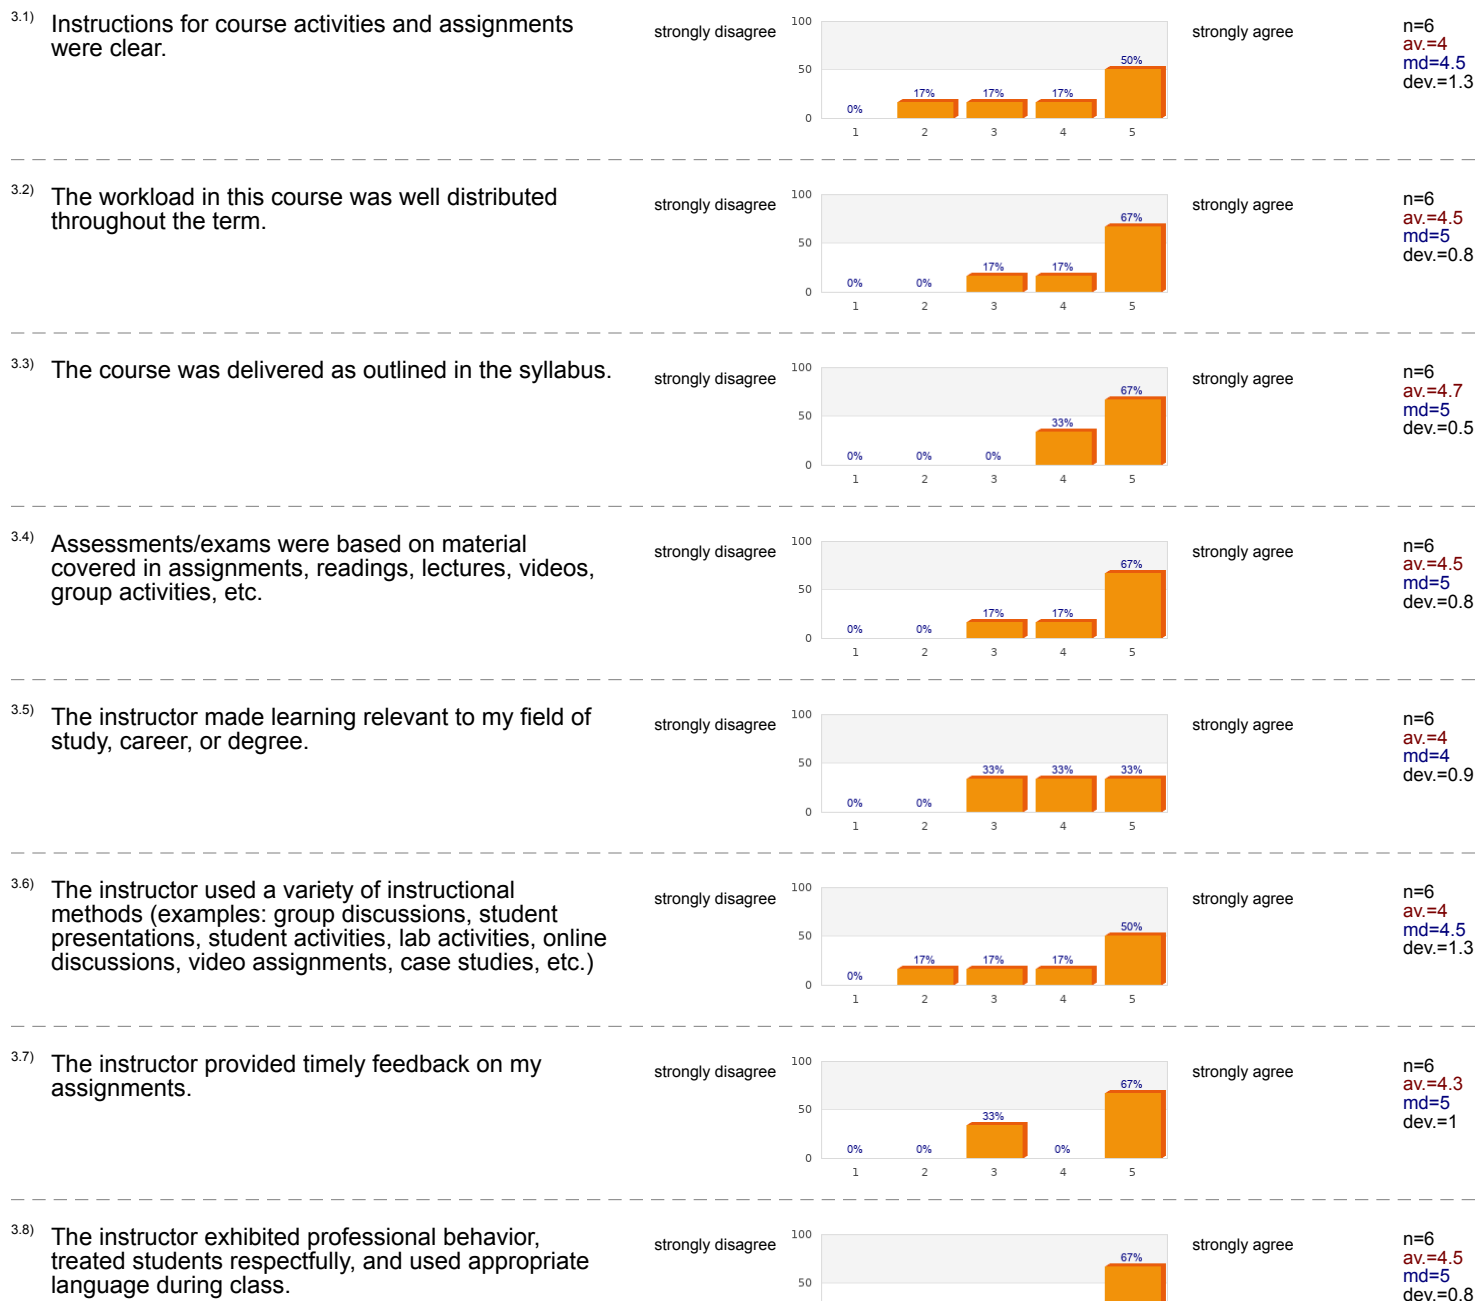 3.1) Instructions for course activities and assignments
were clear.
strongly disagree
strongly agree
100
50
0
0%
17%
17%
17%
50%
1 2 3 4 5
n=6
av.=4
md=4.5
dev.=1.3
3.2) The workload in this course was well distributed
throughout the term.
strongly disagree
strongly agree
100
50
0
0%
0%
17%
17%
67%
1 2 3 4 5
n=6
av.=4.5
md=5
dev.=0.8
3.3) The course was delivered as outlined in the syllabus.
strongly disagree
strongly agree
100
50
0
0%
0%
0%
33%
67%
1 2 3 4 5
n=6
av.=4.7
md=5
dev.=0.5
3.4) Assessments/exams were based on material
covered in assignments, readings, lectures, videos,
group activities, etc.
strongly disagree
strongly agree
100
50
0
0%
0%
17%
17%
67%
1 2 3 4 5
n=6
av.=4.5
md=5
dev.=0.8
3.5) The instructor made learning relevant to my field of
study, career, or degree.
strongly disagree
strongly agree
100
50
0
0%
0%
33%
33%
33%
1 2 3 4 5
n=6
av.=4
md=4
dev.=0.9
3.6) The instructor used a variety of instructional
methods (examples: group discussions, student
presentations, student activities, lab activities, online
discussions, video assignments, case studies, etc.)
strongly disagree
strongly agree
100
50
0
0%
17%
17%
17%
50%
1 2 3 4 5
n=6
av.=4
md=4.5
dev.=1.3
3.7) The instructor provided timely feedback on my
assignments.
strongly disagree
strongly agree
100
50
0
0%
0%
33%
0%
67%
1 2 3 4 5
n=6
av.=4.3
md=5
dev.=1
3.8) The instructor exhibited professional behavior,
treated students respectfully, and used appropriate
language during class.
strongly disagree
strongly agree
100
50
67%
n=6
av.=4.5
md=5
dev.=0.8